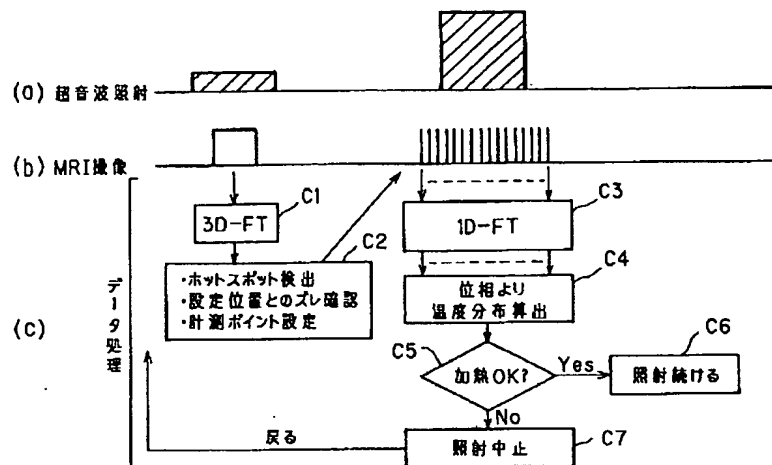 (a) 超音波照射
(b) MRI撮像
(c)
データ処理
3D-FT
C1
C2
・ホットスポット検出
・設定位置とのズレ確認
・計測ポイント設定
1D-FT
C3
位相より
温度分布算出
C4
C5
加熱OK?
Yes
照射続ける
C6
No
照射中止
C7
戻る